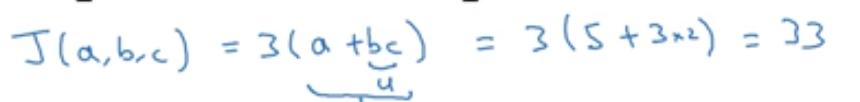 J(a,b,c) = 3(a+bc) = 3(5+3×2) = 33
u